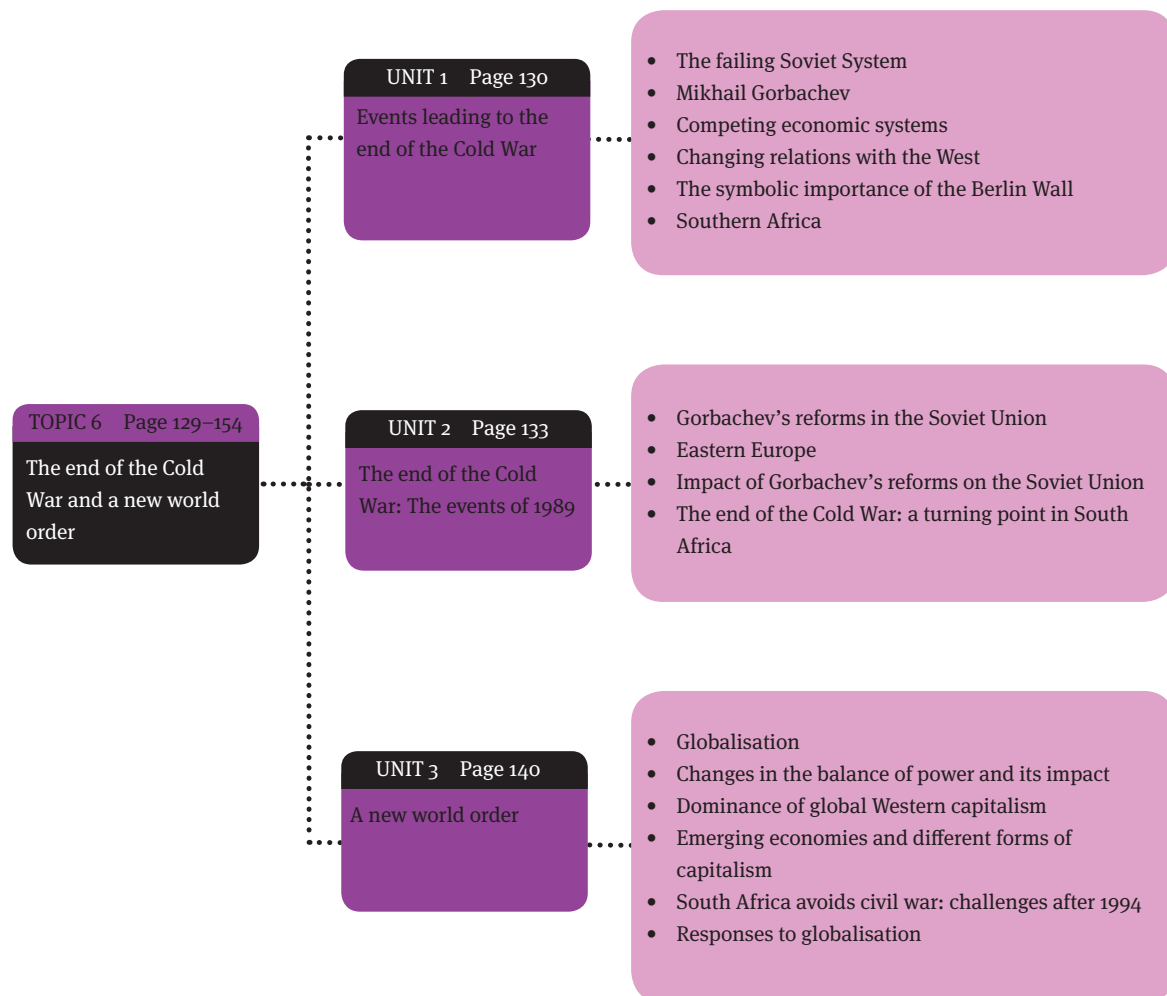 TOPIC 6 Page 129–154
The end of the Cold
War and a new world
order
UNIT 1 Page 130
Events leading to the
end of the Cold War
• The failing Soviet System
• Mikhail Gorbachev
• Competing economic systems
• Changing relations with the West
• The symbolic importance of the Berlin Wall
• Southern Africa
UNIT 2 Page 133
The end of the Cold
War: The events of 1989
• Gorbachev’s reforms in the Soviet Union
• Eastern Europe
• Impact of Gorbachev’s reforms on the Soviet Union
• The end of the Cold War: a turning point in South
Africa
UNIT 3 Page 140
A new world order
• Globalisation
• Changes in the balance of power and its impact
• Dominance of global Western capitalism
• Emerging economies and different forms of
capitalism
• South Africa avoids civil war: challenges after 1994
• Responses to globalisation